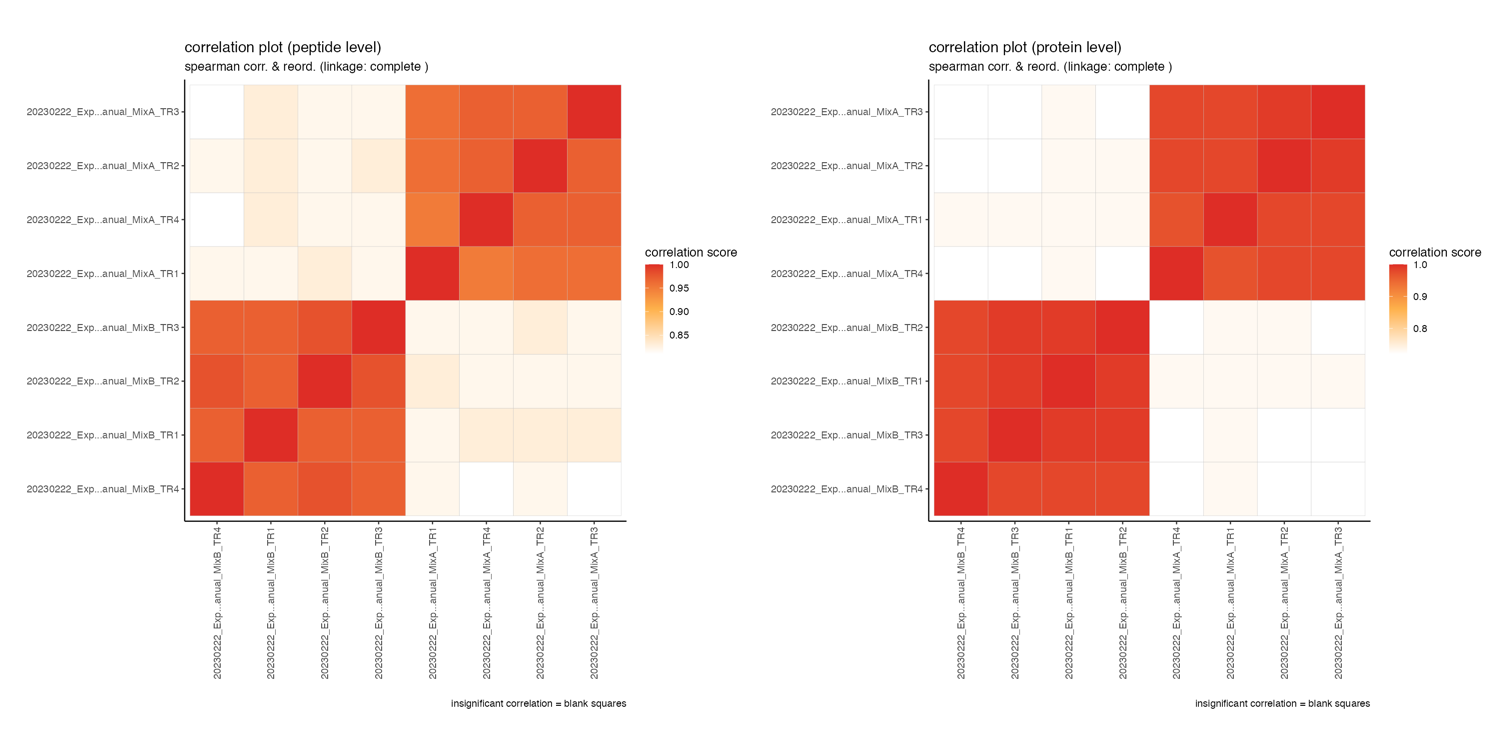 correlation plot (peptide level)
spearman corr. & reord. (linkage: complete )
20230222_Exp...anual_MixA_TR3
20230222_Exp...anual_MixA_TR2
20230222_Exp...anual_MixA_TR4
20230222_Exp...anual_MixA_TR1
20230222_Exp...anual_MixB_TR3
20230222_Exp...anual_MixB_TR2
20230222_Exp...anual_MixB_TR1
20230222_Exp...anual_MixB_TR4
20230222_Exp...anual_MixB_TR4
20230222_Exp...anual_MixB_TR1
20230222_Exp...anual_MixB_TR2
20230222_Exp...anual_MixB_TR3
20230222_Exp...anual_MixA_TR1
20230222_Exp...anual_MixA_TR4
20230222_Exp...anual_MixA_TR2
20230222_Exp...anual_MixA_TR3
correlation score
1.00
0.95
0.90
0.85
insignificant correlation = blank squares
correlation plot (protein level)
spearman corr. & reord. (linkage: complete )
20230222_Exp...anual_MixA_TR3
20230222_Exp...anual_MixA_TR2
20230222_Exp...anual_MixA_TR1
20230222_Exp...anual_MixA_TR4
20230222_Exp...anual_MixB_TR2
20230222_Exp...anual_MixB_TR1
20230222_Exp...anual_MixB_TR3
20230222_Exp...anual_MixB_TR4
20230222_Exp...anual_MixB_TR4
20230222_Exp...anual_MixB_TR3
20230222_Exp...anual_MixB_TR1
20230222_Exp...anual_MixB_TR2
20230222_Exp...anual_MixA_TR4
20230222_Exp...anual_MixA_TR1
20230222_Exp...anual_MixA_TR2
20230222_Exp...anual_MixA_TR3
correlation score
1.0
0.9
0.8
insignificant correlation = blank squares